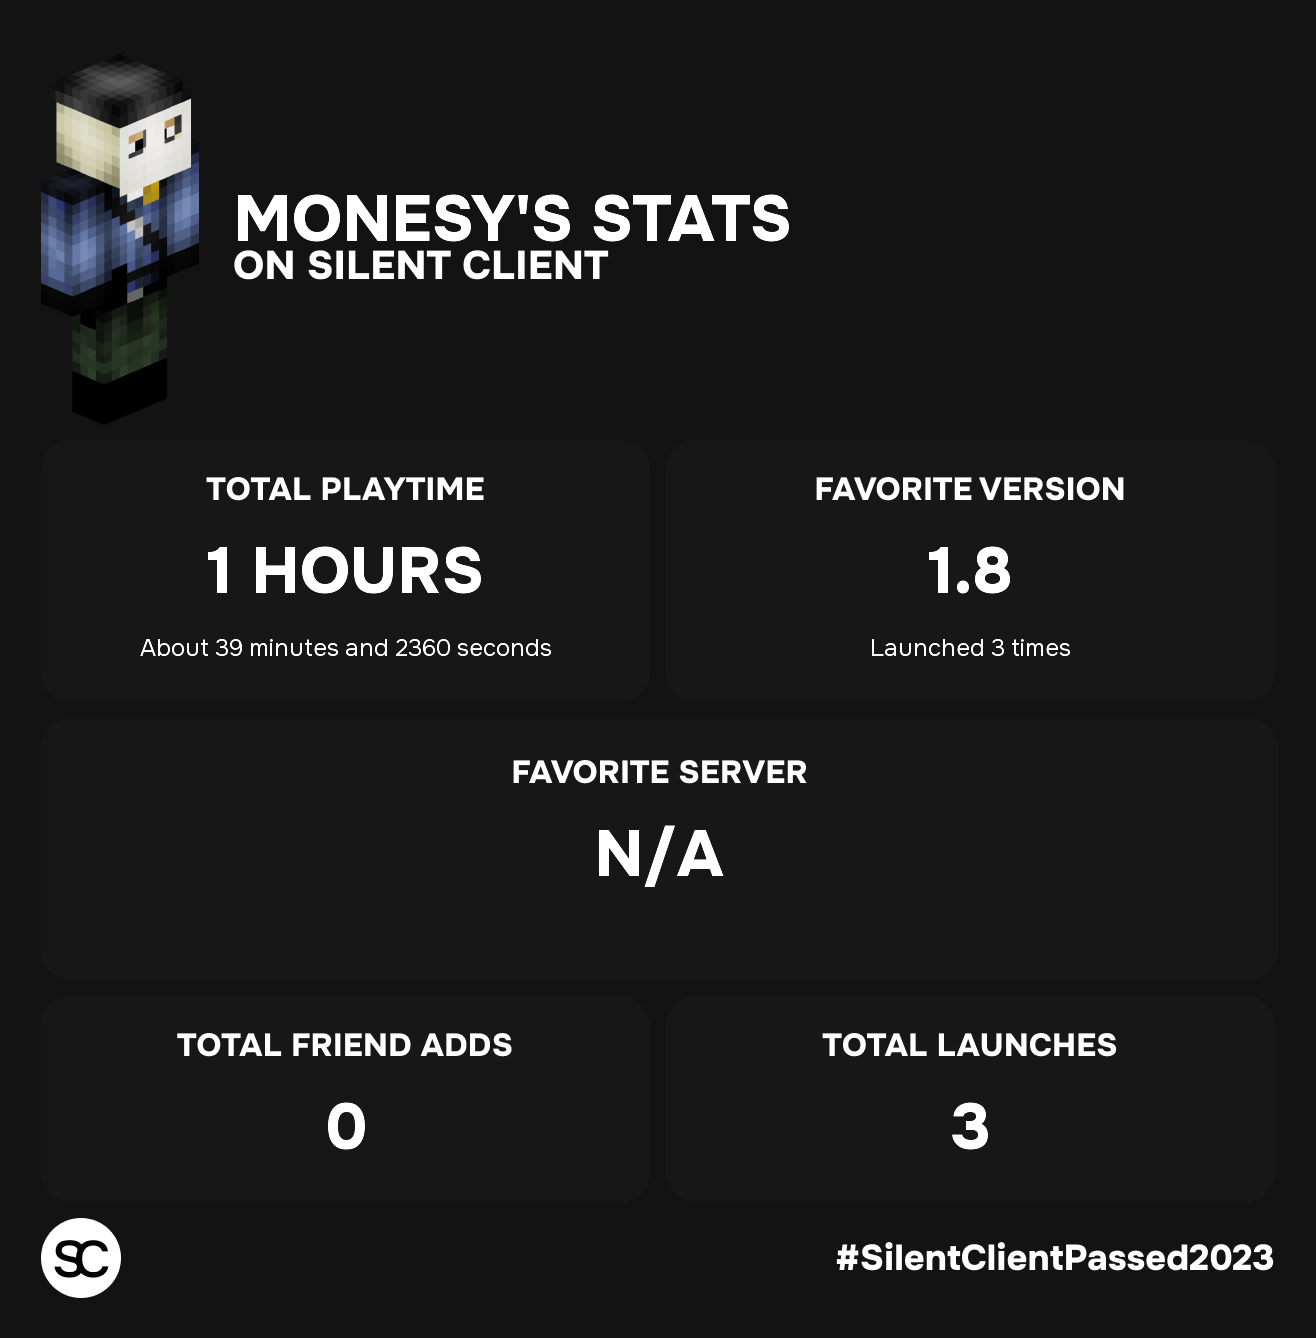 MONESY'S STATS
ON SILENT CLIENT
TOTAL PLAYTIME
1 HOURS
About 39 minutes and 2360 seconds
FAVORITE VERSION
1.8
Launched 3 times
FAVORITE SERVER
N/A
TOTAL FRIEND ADDS
0
TOTAL LAUNCHES
3
SC
#SilentClientPassed2023